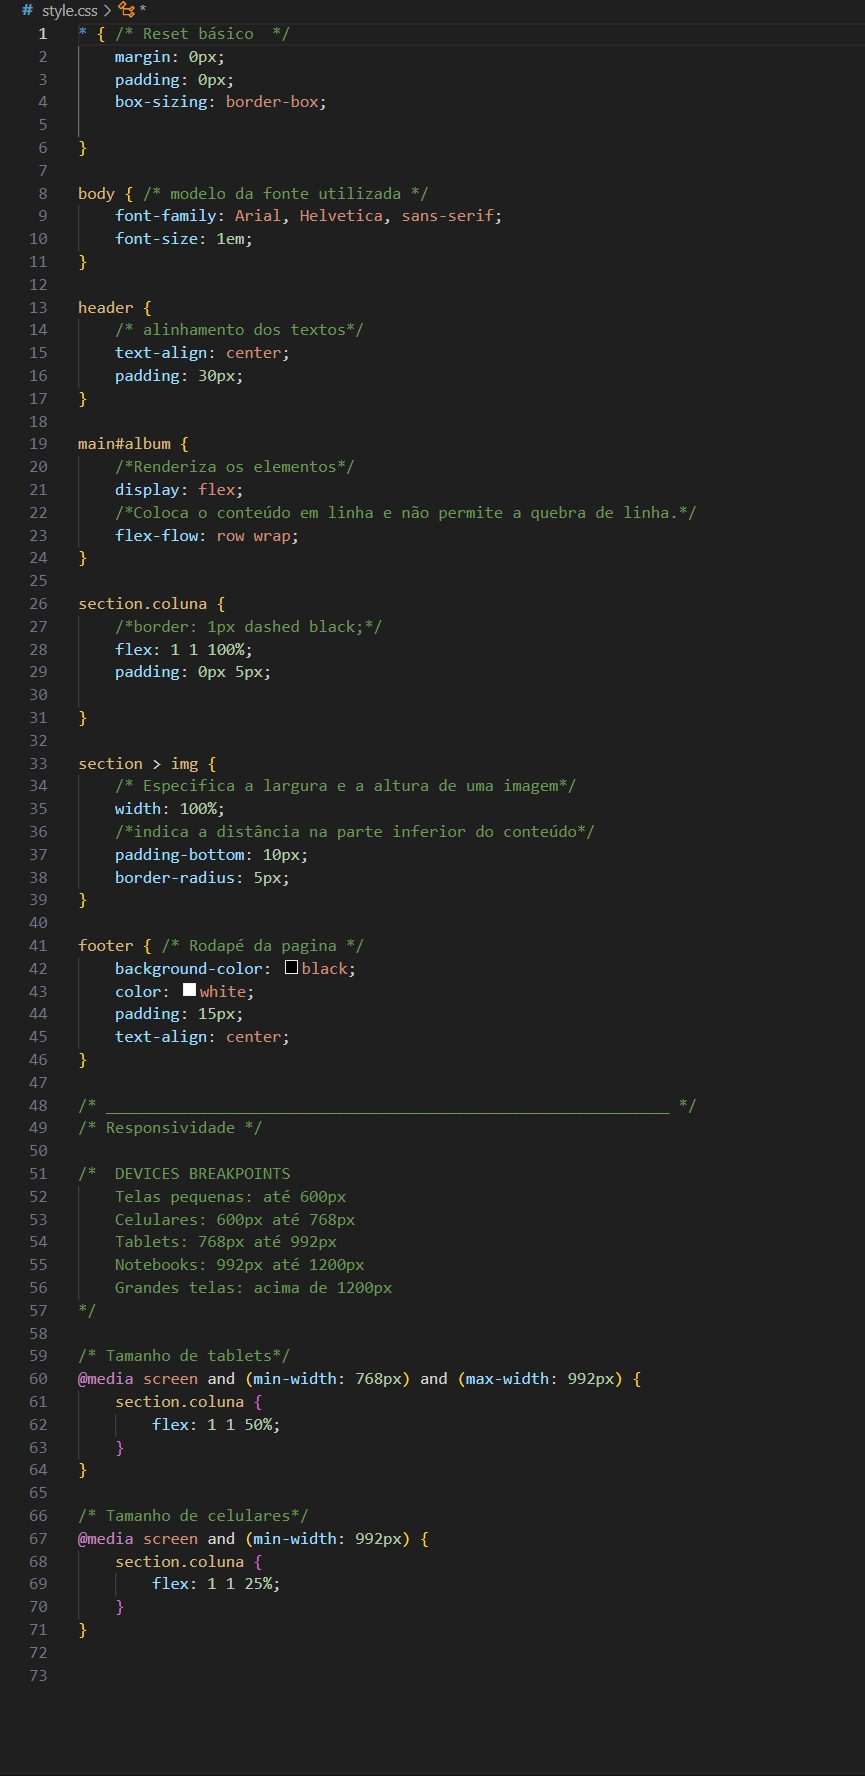 # style.css > *
1 * { /* Reset básico  */
2     margin: 0px;
3     padding: 0px;
4     box-sizing: border-box;
5
6 }
7
8 body { /* modelo da fonte utilizada */
9     font-family: Arial, Helvetica, sans-serif;
10     font-size: 1em;
11 }
12
13 header {
14     /* alinhamento dos textos*/
15     text-align: center;
16     padding: 30px;
17 }
18
19 main#album {
20     /*Renderiza os elementos*/
21     display: flex;
22     /*Coloca o conteúdo em linha e não permite a quebra de linha.*/
23     flex-flow: row wrap;
24 }
25
26 section.coluna {
27     /*border: 1px dashed black;*/
28     flex: 1 1 100%;
29     padding: 0px 5px;
30
31 }
32
33 section > img {
34     /* Especifica a largura e a altura de uma imagem*/
35     width: 100%;
36     /*indica a distância na parte inferior do conteúdo*/
37     padding-bottom: 10px;
38     border-radius: 5px;
39 }
40
41 footer { /* Rodapé da pagina */
42     background-color: black;
43     color: white;
44     padding: 15px;
45     text-align: center;
46 }
47
48 /* _____________________________________________________________ */
49 /* Responsividade */
50
51 /*  DEVICES BREAKPOINTS
52     Telas pequenas: até 600px
53     Celulares: 600px até 768px
54     Tablets: 768px até 992px
55     Notebooks: 992px até 1200px
56     Grandes telas: acima de 1200px
57 */
58
59 /* Tamanho de tablets*/
60 @media screen and (min-width: 768px) and (max-width: 992px) {
61     section.coluna {
62         flex: 1 1 50%;
63     }
64 }
65
66 /* Tamanho de celulares*/
67 @media screen and (min-width: 992px) {
68     section.coluna {
69         flex: 1 1 25%;
70     }
71 }
72
73